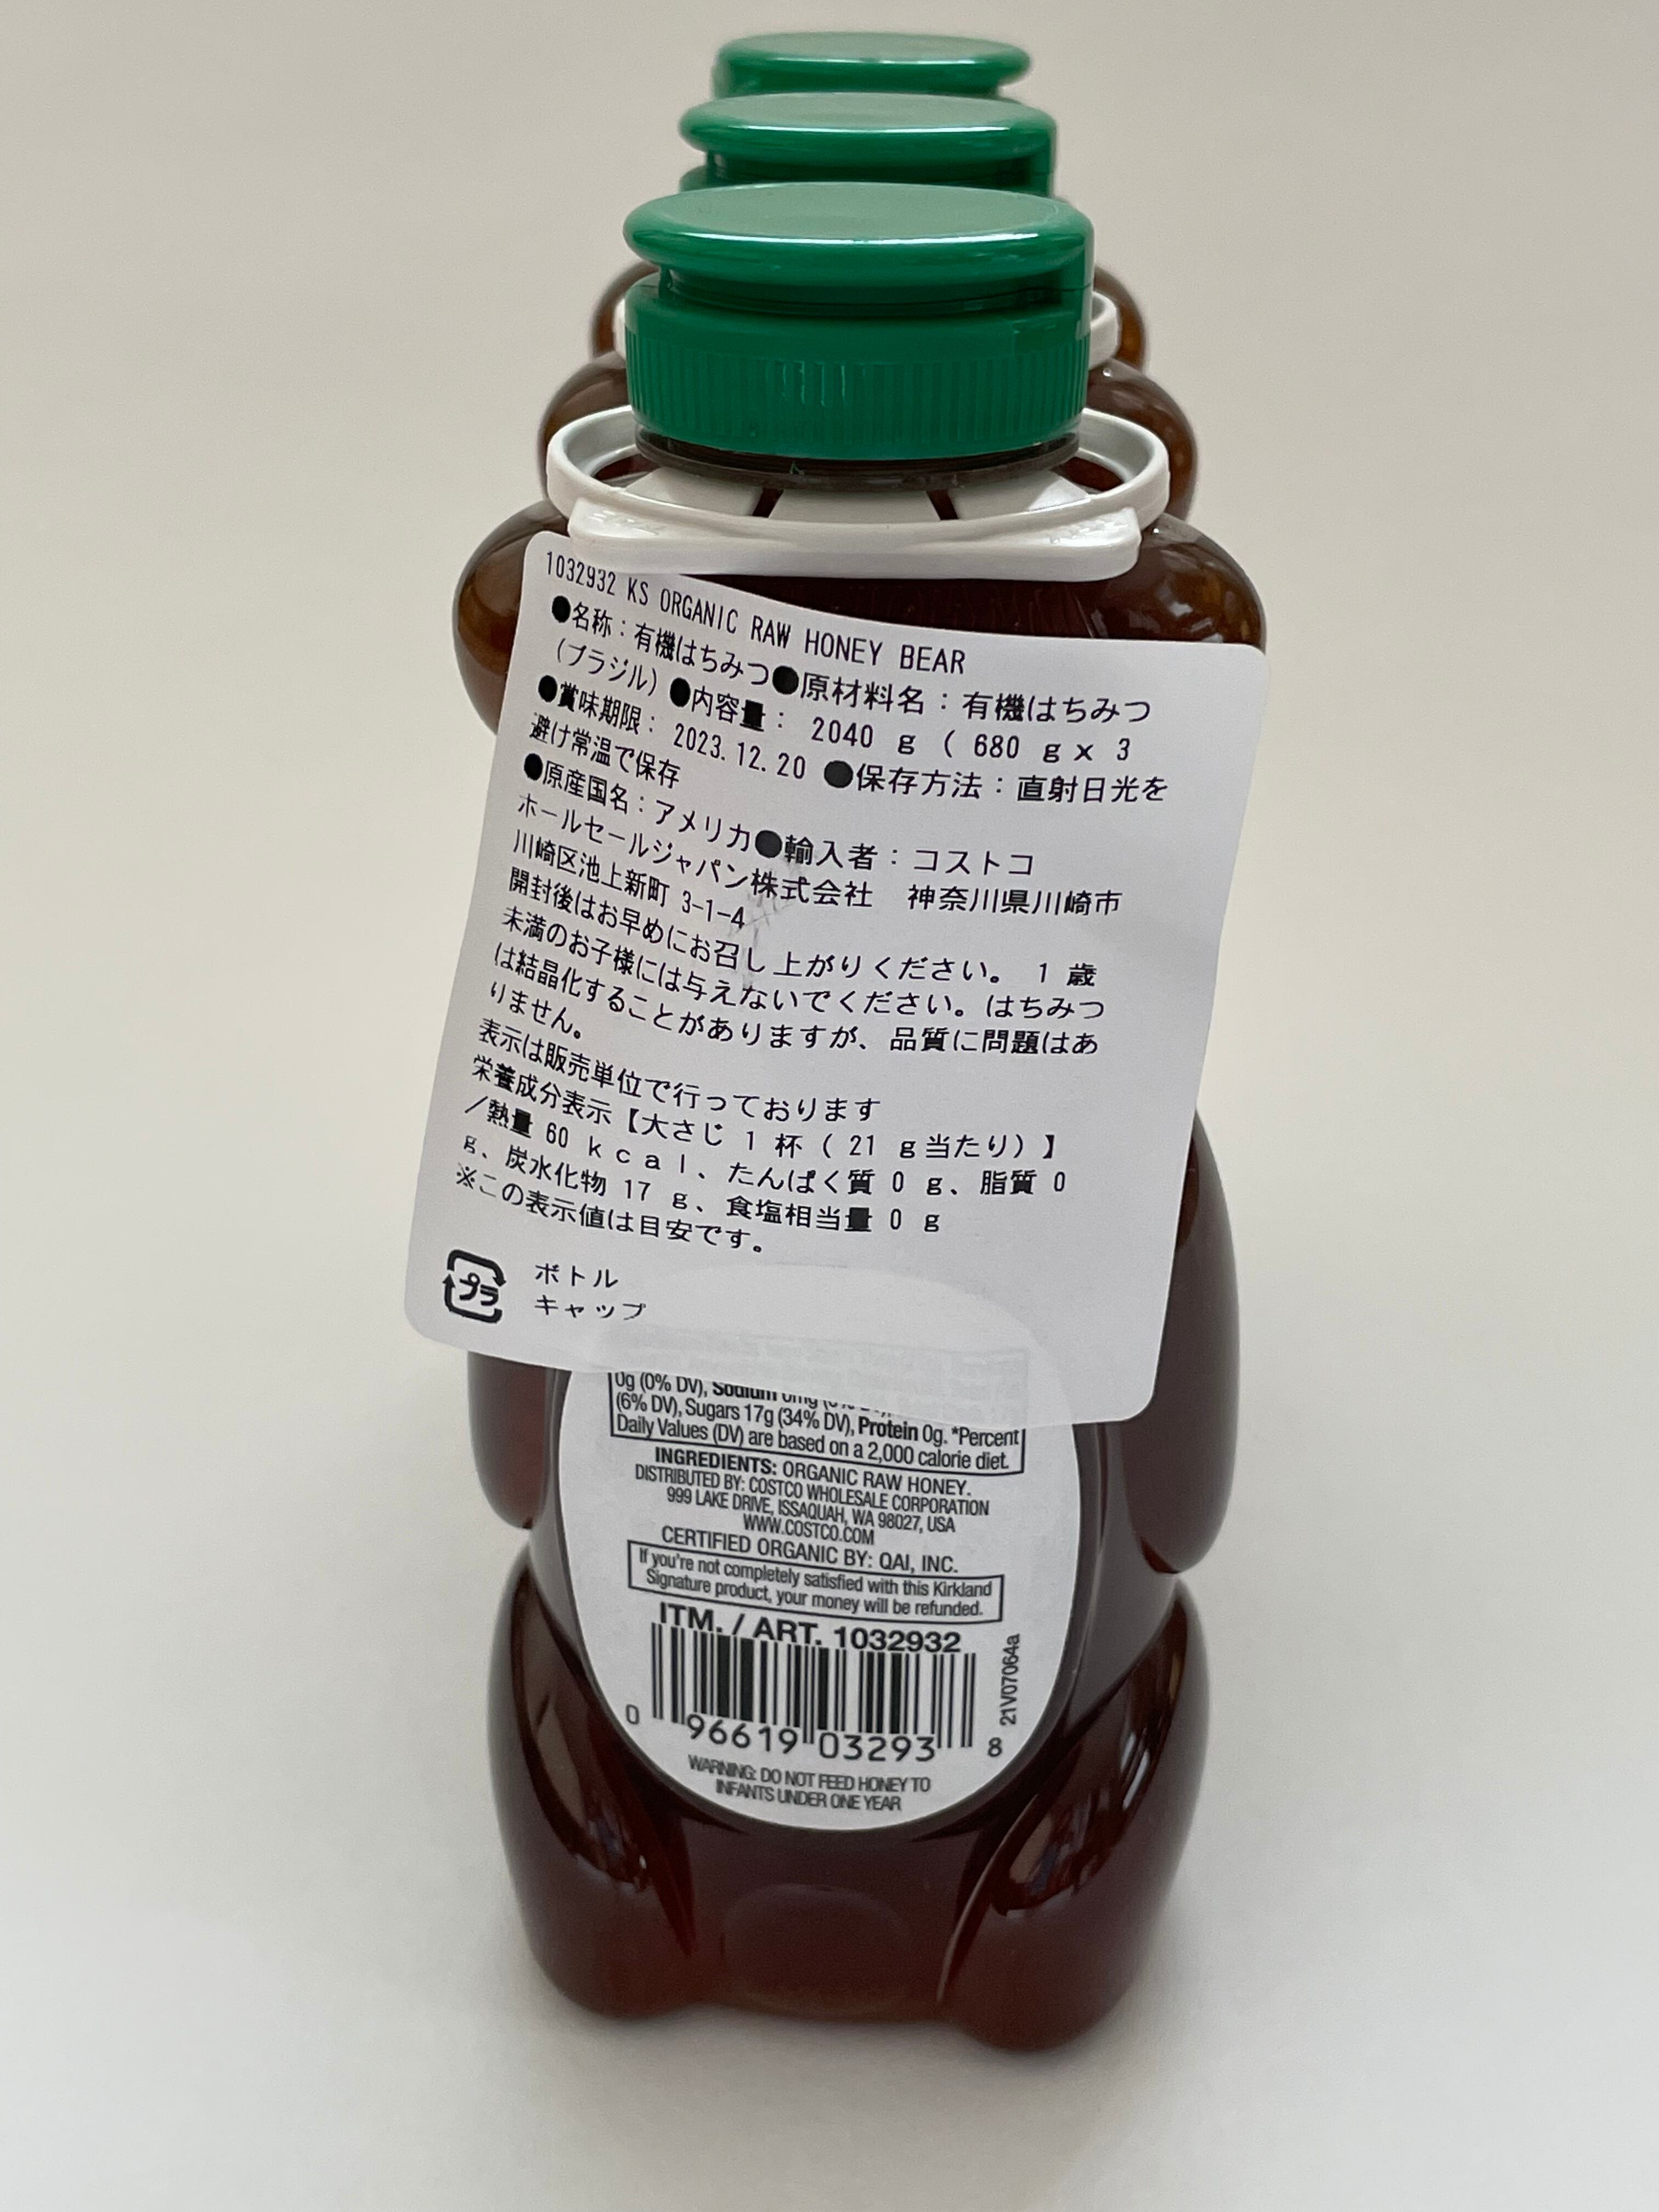 1032932 KS ORGANIC RAW HONEY BEAR
●名称：有機はちみつ●原材料名：有機はちみつ
（ブラジル）●内容量： 2040 g （ 680 g x 3
●賞味期限： 2023.12.20 ●保存方法：直射日光を
避け常温で保存
●原産国名：アメリカ●輸入者：コストコ
ホールセールジャパン株式会社　神奈川県川崎市
川崎区池上新町 3-1-4
開封後はお早めにお召し上がりください。 1 歳
未満のお子様には与えないでください。はちみつ
は結晶化することがありますが、品質に問題はあ
りません。
表示は販売単位で行っております
栄養成分表示【大さじ 1 杯（ 21 g当たり）】
／熱量 60 kcal、たんぱく質 0 g、脂質 0
g、炭水化物 17 g、食塩相当量 0 g
※この表示値は目安です。
プラ
ボトル
キャップ
0g (0% DV), Sodium 0mg
(6% DV), Sugars 17g (34% DV), Protein 0g. *Percent
Daily Values (DV) are based on a 2,000 calorie diet.
INGREDIENTS: ORGANIC RAW HONEY.
DISTRIBUTED BY: COSTCO WHOLESALE CORPORATION
999 LAKE DRIVE, ISSAQUAH, WA 98027, USA
WWW.COSTCO.COM
CERTIFIED ORGANIC BY: QAI, INC.
If you're not completely satisfied with this Kirkland
Signature product, your money will be refunded.
ITM. / ART. 1032932
21V07064a
0 96619 03293 8
WARNING: DO NOT FEED HONEY TO
INFANTS UNDER ONE YEAR